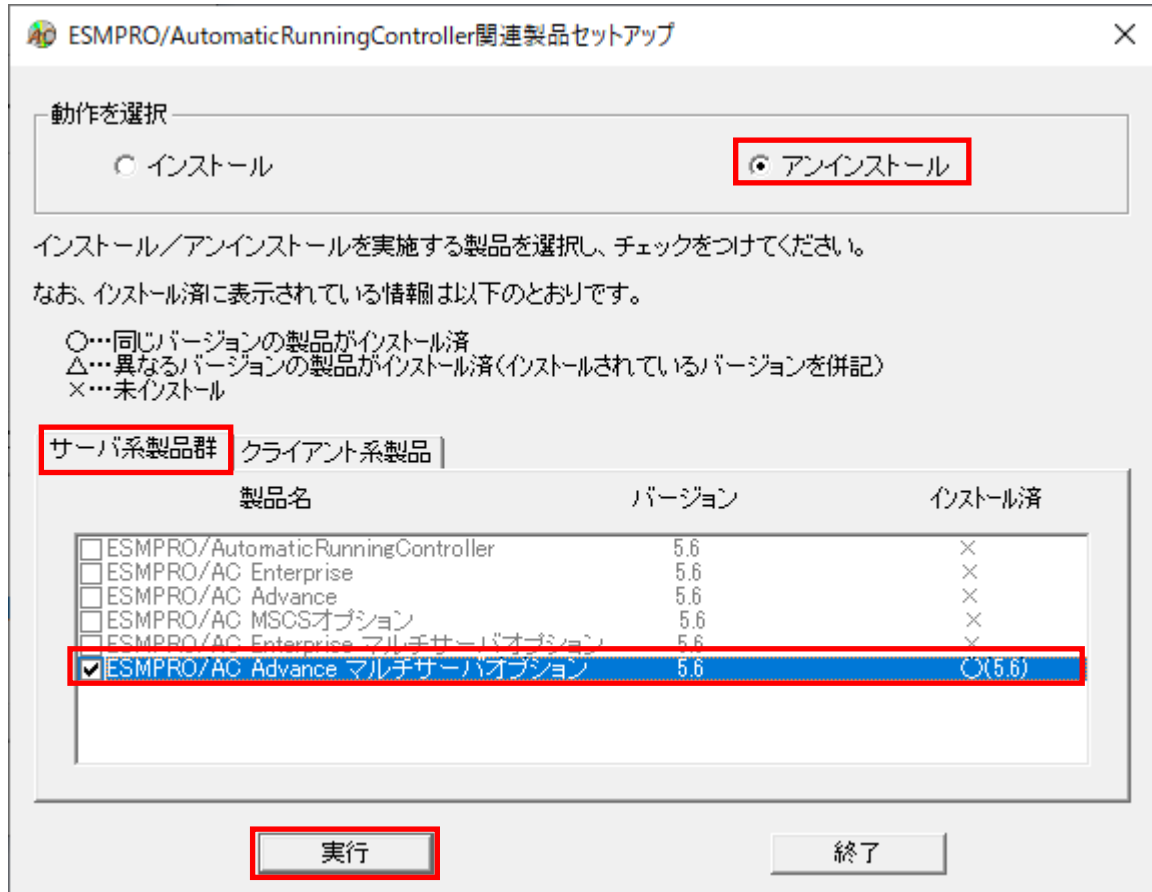 ESMPRO/AutomaticRunningController関連製品セットアップ
動作を選択
インストール アンインストール
インストール／アンインストールを実施する製品を選択し、チェックをつけてください。
なお、インストール済に表示されている情報は以下のとおりです。
○…同じバージョンの製品がインストール済
△…異なるバージョンの製品がインストール済(インストールされているバージョンを併記)
×…未インストール
サーバ系製品群 クライアント系製品
製品名 バージョン インストール済
ESMPRO/AutomaticRunningController 5.6 ×
ESMPRO/AC Enterprise 5.6 ×
ESMPRO/AC Advance 5.6 ×
ESMPRO/AC MSCSオプション 5.6 ×
ESMPRO/AC Enterprise マルチサーバオプション 5.6 ×
ESMPRO/AC Advance マルチサーバオプション 5.6 ○(5.6)
実行 終了